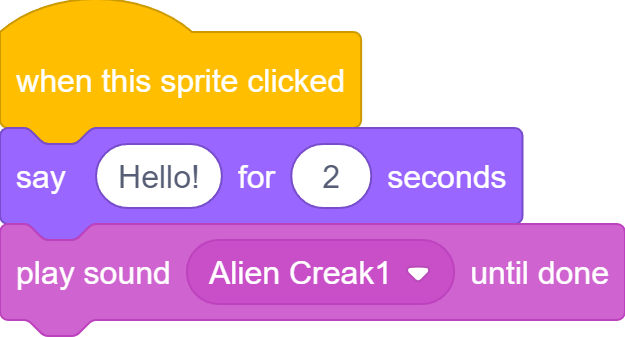 when this sprite clicked
say Hello! for 2 seconds
play sound Alien Creak1 until done